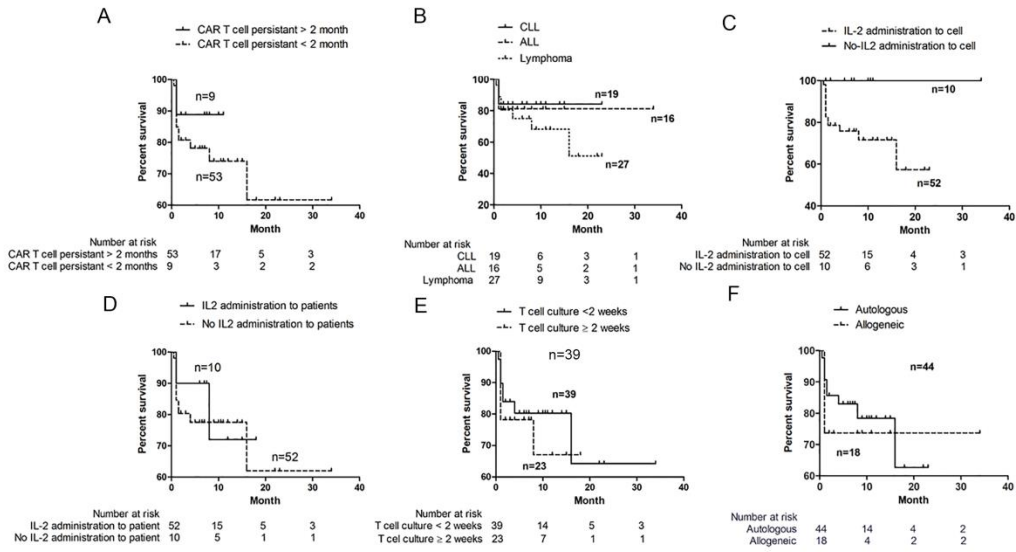 A
CAR T cell persistant > 2 month
CAR T cell persistant < 2 month
Percent survival
100
90
80
70
60
n=9
n=53
0 10 20 30 40
Month
Number at risk
CAR T cell persistant > 2 months 53 17 5 3
CAR T cell persistant < 2 months 9 3 2 2
B
CLL
ALL
Lymphoma
Percent survival
100
80
60
40
20
n=19
n=16
n=27
0 10 20 30 40
Month
Number at risk
CLL 19 6 3 1
ALL 16 5 2 1
Lymphoma 27 9 3 1
C
IL-2 administration to cell
No-IL2 administration to cell
Percent survival
100
80
60
40
n=10
n=52
0 10 20 30 40
Month
Number at risk
IL-2 administration to cell 52 15 4 3
No IL-2 administration to cell 10 6 3 1
D
IL2 administration to patients
No IL2 administration to patients
Percent survival
100
90
80
70
60
n=10
n=52
0 10 20 30 40
Month
Number at risk
IL-2 administration to patient 52 15 5 3
No IL-2 administration to patient 10 5 1 1
E
T cell culture <2 weeks
T cell culture ≥ 2 weeks
Percent survival
100
90
80
70
60
n=39
n=39
n=23
0 10 20 30 40
Month
Number at risk
T cell culture < 2 weeks 39 14 5 3
T cell culture ≥ 2 weeks 23 7 1 1
F
Autologous
Allogeneic
Percent survival
100
90
80
70
60
n=44
n=18
0 10 20 30 40
Month
Number at risk
Autologous 44 14 4 2
Allogeneic 18 4 2 2